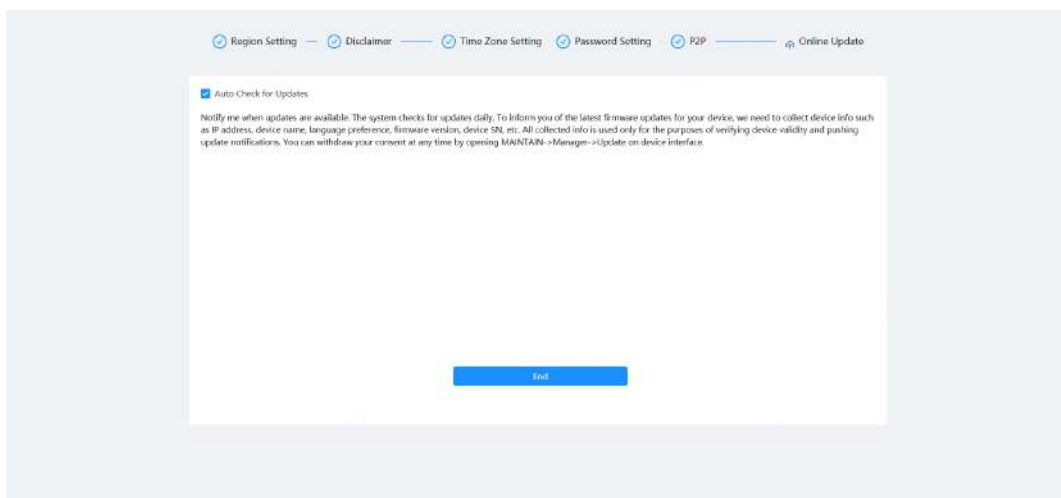 Region Setting Disclaimer Time Zone Setting Password Setting P2P Online Update
Auto Check for Updates
Notify me when updates are available. The system checks for updates daily. To inform you of the latest firmware updates for your device, we need to collect device info such
as IP address, device name, language preference, firmware version, device SN, etc. All collected info is used only for the purposes of verifying device validity and pushing
update notifications. You can withdraw your consent at any time by opening MAINTAIN->Manager->Update on device interface.
End